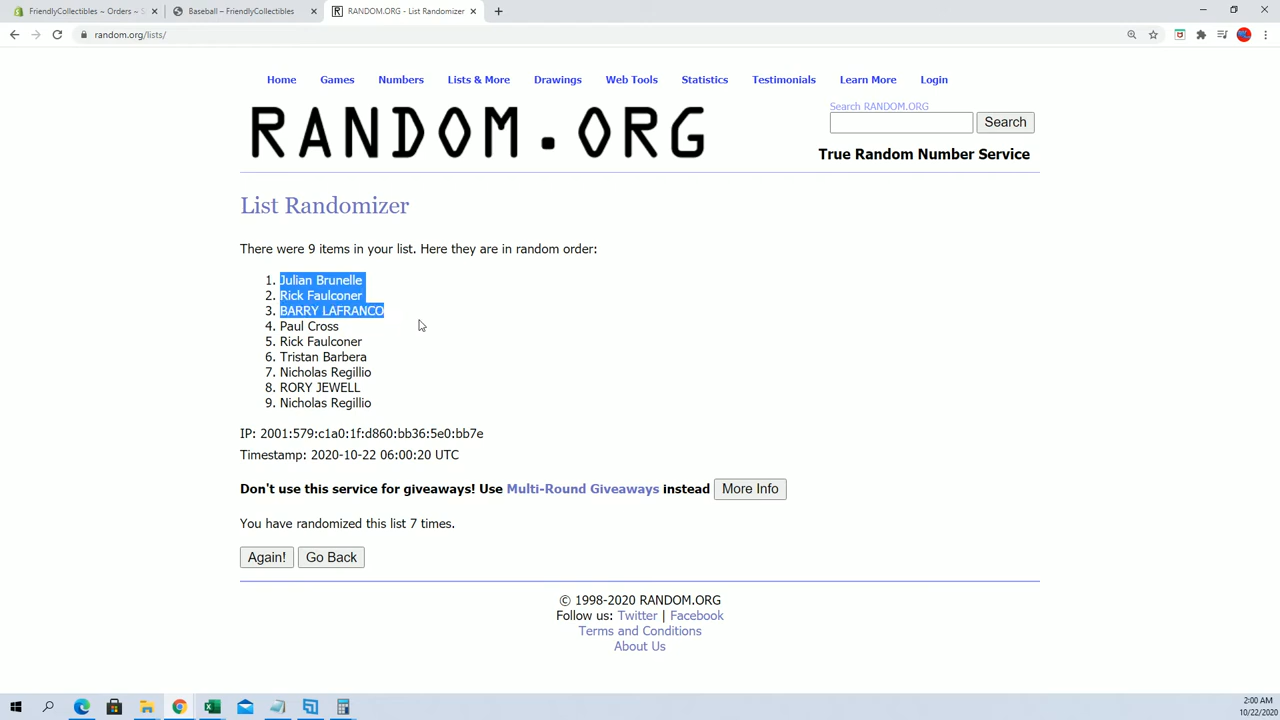 FriendlyCollectibles ~ Orders ~ S
Baseball – FriendlyCollectibles
RANDOM.ORG - List Randomizer
random.org/lists/
Home Games Numbers Lists & More Drawings Web Tools Statistics Testimonials Learn More Login
RANDOM.ORG
Search RANDOM.ORG
Search
True Random Number Service
List Randomizer
There were 9 items in your list. Here they are in random order:
1. Julian Brunelle
2. Rick Faulconer
3. BARRY LAFRANCO
4. Paul Cross
5. Rick Faulconer
6. Tristan Barbera
7. Nicholas Regillio
8. RORY JEWELL
9. Nicholas Regillio
IP: 2001:579:c1a0:1f:d860:bb36:5e0:bb7e
Timestamp: 2020-10-22 06:00:20 UTC
Don't use this service for giveaways! Use Multi-Round Giveaways instead More Info
You have randomized this list 7 times.
Again! Go Back
© 1998-2020 RANDOM.ORG
Follow us: Twitter | Facebook
Terms and Conditions
About Us
2:00 AM
10/22/2020